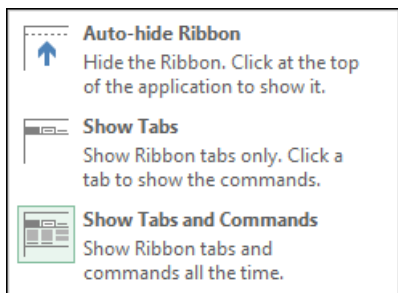 Auto-hide Ribbon
Hide the Ribbon. Click at the top
of the application to show it.
Show Tabs
Show Ribbon tabs only. Click a
tab to show the commands.
Show Tabs and Commands
Show Ribbon tabs and
commands all the time.